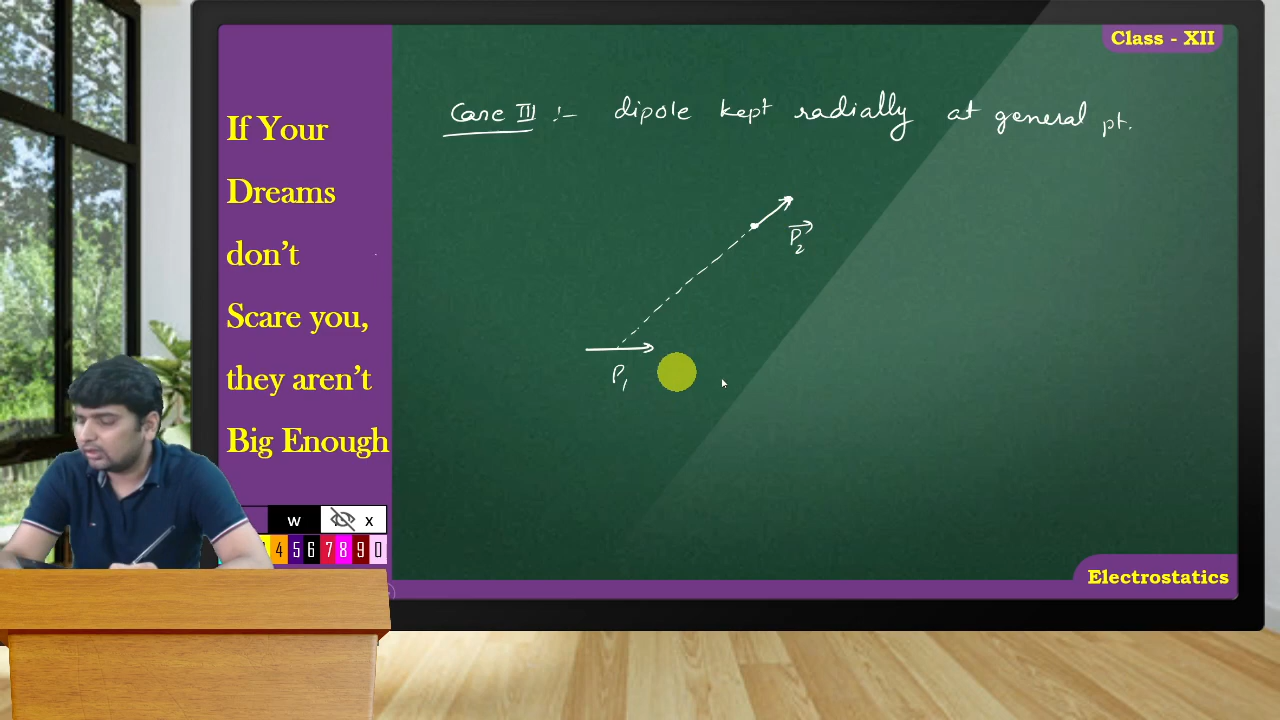 Class - XII
Case III :- dipole kept radially at general pt.
If Your
Dreams
don't
Scare you,
they aren't
Big Enough
P₂
P₁
w x
4 5 6 7 8 9 0
Electrostatics